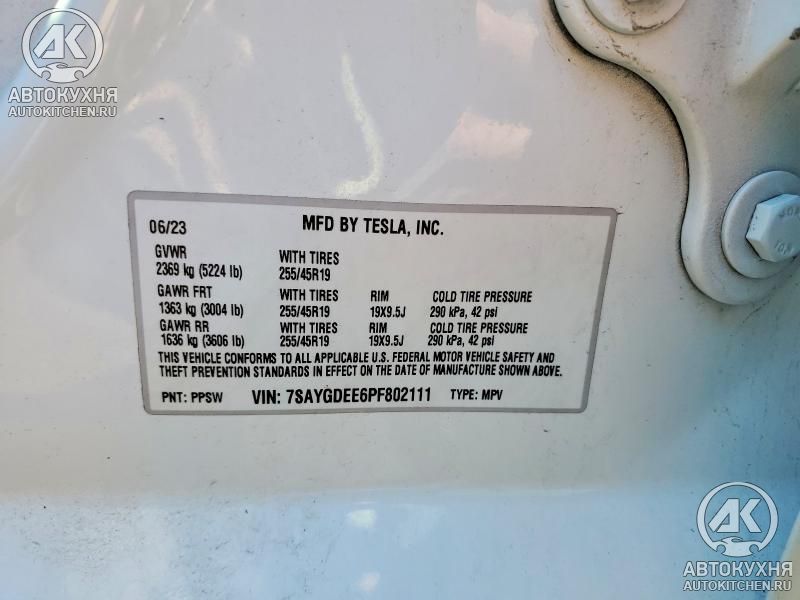 АК
АВТОКУХНЯ
AUTOKITCHEN.RU
06/23 MFD BY TESLA, INC.
GVWR WITH TIRES
2369 kg (5224 lb) 255/45R19
GAWR FRT WITH TIRES RIM COLD TIRE PRESSURE
1363 kg (3004 lb) 255/45R19 19X9.5J 290 kPa, 42 psi
GAWR RR WITH TIRES RIM COLD TIRE PRESSURE
1636 kg (3606 lb) 255/45R19 19X9.5J 290 kPa, 42 psi
THIS VEHICLE CONFORMS TO ALL APPLICABLE U.S. FEDERAL MOTOR VEHICLE SAFETY AND
THEFT PREVENTION STANDARDS IN EFFECT ON THE DATE OF MANUFACTURE SHOWN ABOVE.
PNT: PPSW VIN: 7SAYGDEE6PF802111 TYPE: MPV
АК
АВТОКУХНЯ
AUTOKITCHEN.RU